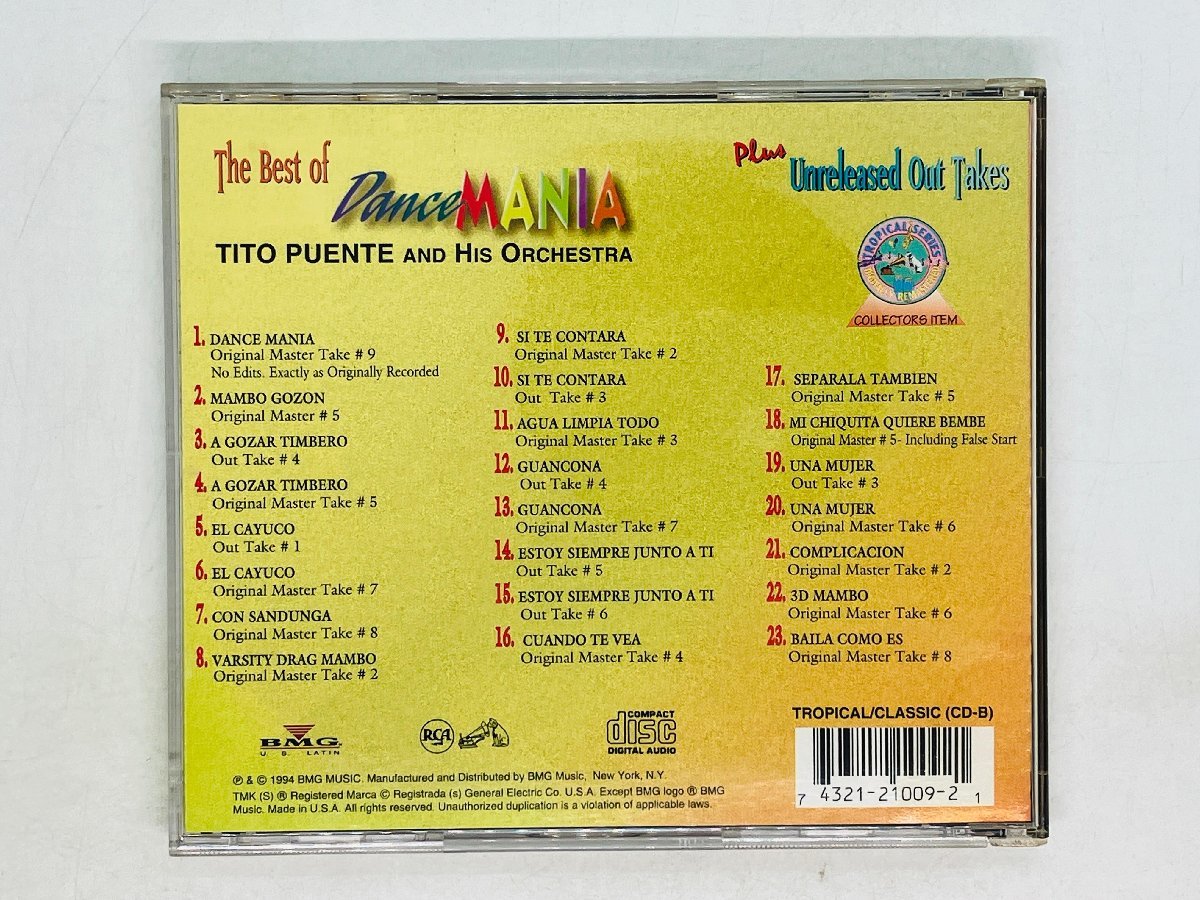 The Best of
DanceMANIA
TITO PUENTE AND HIS ORCHESTRA
Plus
Unreleased Out Takes
TROPICAL SERIES
COLLECTORS ITEM
1. DANCE MANIA
Original Master Take # 9
No Edits. Exactly as Originally Recorded
2. MAMBO GOZON
Original Master # 5
3. A GOZAR TIMBERO
Out Take # 4
4. A GOZAR TIMBERO
Original Master Take # 5
5. EL CAYUCO
Out Take # 1
6. EL CAYUCO
Original Master Take # 7
7. CON SANDUNGA
Original Master Take # 8
8. VARSITY DRAG MAMBO
Original Master Take # 2
9. SI TE CONTARA
Original Master Take # 2
10. SI TE CONTARA
Out Take # 3
11. AGUA LIMPIA TODO
Original Master Take # 3
12. GUANCONA
Out Take # 4
13. GUANCONA
Original Master Take # 7
14. ESTOY SIEMPRE JUNTO A TI
Out Take # 5
15. ESTOY SIEMPRE JUNTO A TI
Out Take # 6
16. CUANDO TE VEA
Original Master Take # 4
17. SEPARALA TAMBIEN
Original Master Take # 5
18. MI CHIQUITA QUIERE BEMBE
Original Master # 5- Including False Start
19. UNA MUJER
Out Take # 3
20. UNA MUJER
Original Master Take # 6
21. COMPLICACION
Original Master Take # 2
22. 3D MAMBO
Original Master Take # 6
23. BAILA COMO ES
Original Master Take # 8
BMG
U. S. LATIN
RCA
COMPACT
disc
DIGITAL AUDIO
TROPICAL/CLASSIC (CD-B)
7 4321-21009-2 1
℗ & © 1994 BMG MUSIC. Manufactured and Distributed by BMG Music, New York, N.Y.
TMK (S) ® Registered Marca © Registrada (s) General Electric Co. U.S.A. Except BMG logo ® BMG
Music. Made in U.S.A. All rights reserved. Unauthorized duplication is a violation of applicable laws.